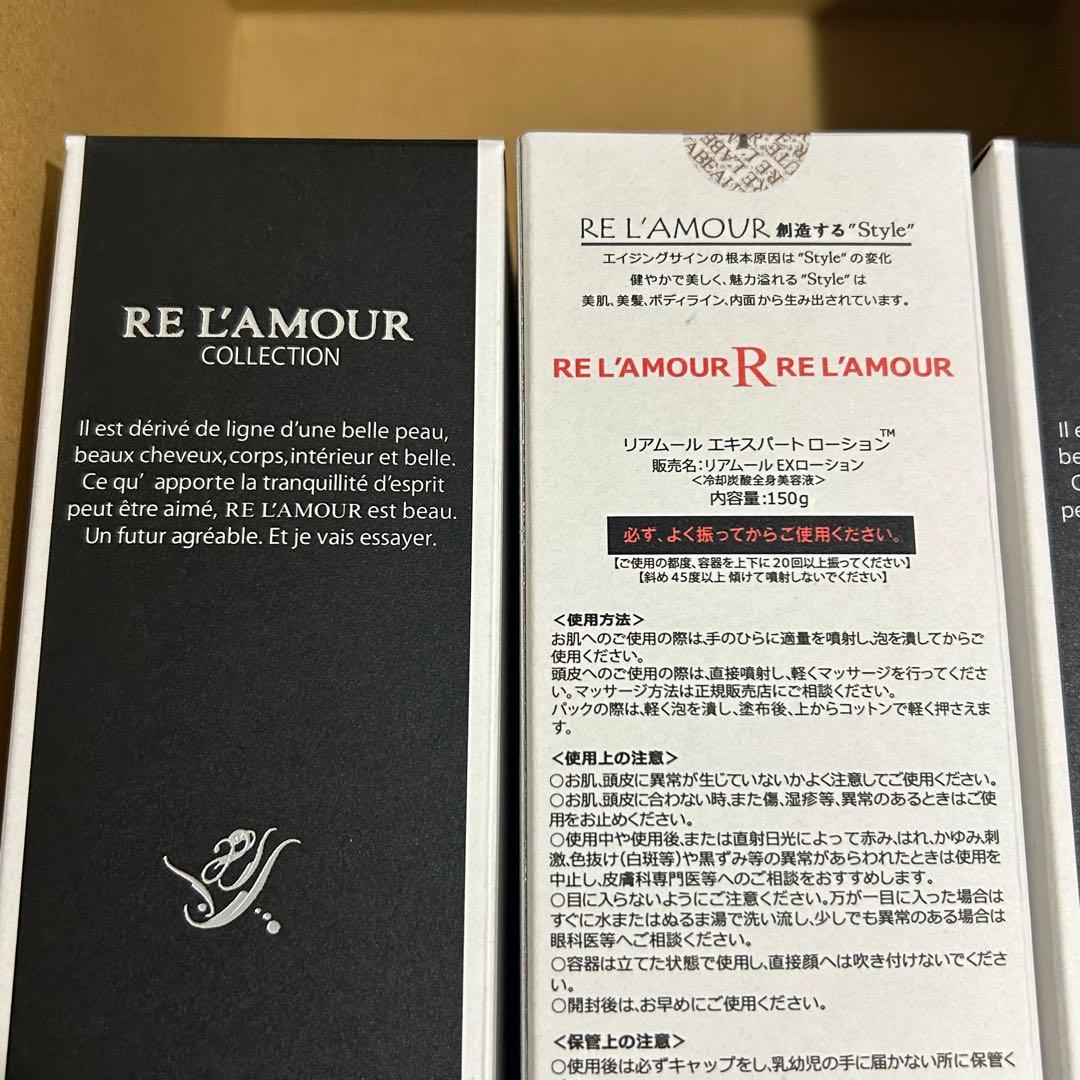 RE L'AMOUR
COLLECTION
Il est dérivé de ligne d'une belle peau,
beaux cheveux,corps,intérieur et belle.
Ce qu' apporte la tranquillité d'esprit
peut être aimé, RE L'AMOUR est beau.
Un futur agréable. Et je vais essayer.
RE L'AMOUR 創造する"Style"
エイジングサインの根本原因は"Style"の変化
健やかで美しく、魅力溢れる"Style"は
美肌、美髪、ボディライン、内面から生み出されています。
RE L'AMOUR R RE L'AMOUR
リアムール エキスパート ローション™
販売名：リアムール EXローション
＜冷却炭酸全身美容液＞
内容量：150g
必ず、よく振ってからご使用ください。
【ご使用の都度、容器を上下に20回以上振ってください】
【斜め45度以上傾けて噴射しないでください】
＜使用方法＞
お肌へのご使用の際は、手のひらに適量を噴射し、泡を潰してからご
使用ください。
頭皮へのご使用の際は、直接噴射し、軽くマッサージを行ってくださ
い。マッサージ方法は正規販売店にご相談ください。
パックの際は、軽く泡を潰し、塗布後、上からコットンで軽く押さえま
す。
＜使用上の注意＞
○お肌、頭皮に異常が生じていないかよく注意してご使用ください。
○お肌、頭皮に合わない時、また傷、湿疹等、異常のあるときはご使
用をお止めください。
○使用中や使用後、または直射日光によって赤み、はれ、かゆみ、刺
激、色抜け(白斑等)や黒ずみ等の異常があらわれたときは使用を
中止し、皮膚科専門医等へのご相談をおすすめします。
○目に入らないようにご注意ください。万が一目に入った場合は
すぐに水またはぬるま湯で洗い流し、少しでも異常のある場合は
眼科医等へご相談ください。
○容器は立てた状態で使用し、直接顔へは吹き付けないでくださ
い。
○開封後は、お早めにご使用ください。
＜保管上の注意＞
○使用後は必ずキャップをし、乳幼児の手に届かない所に保管く